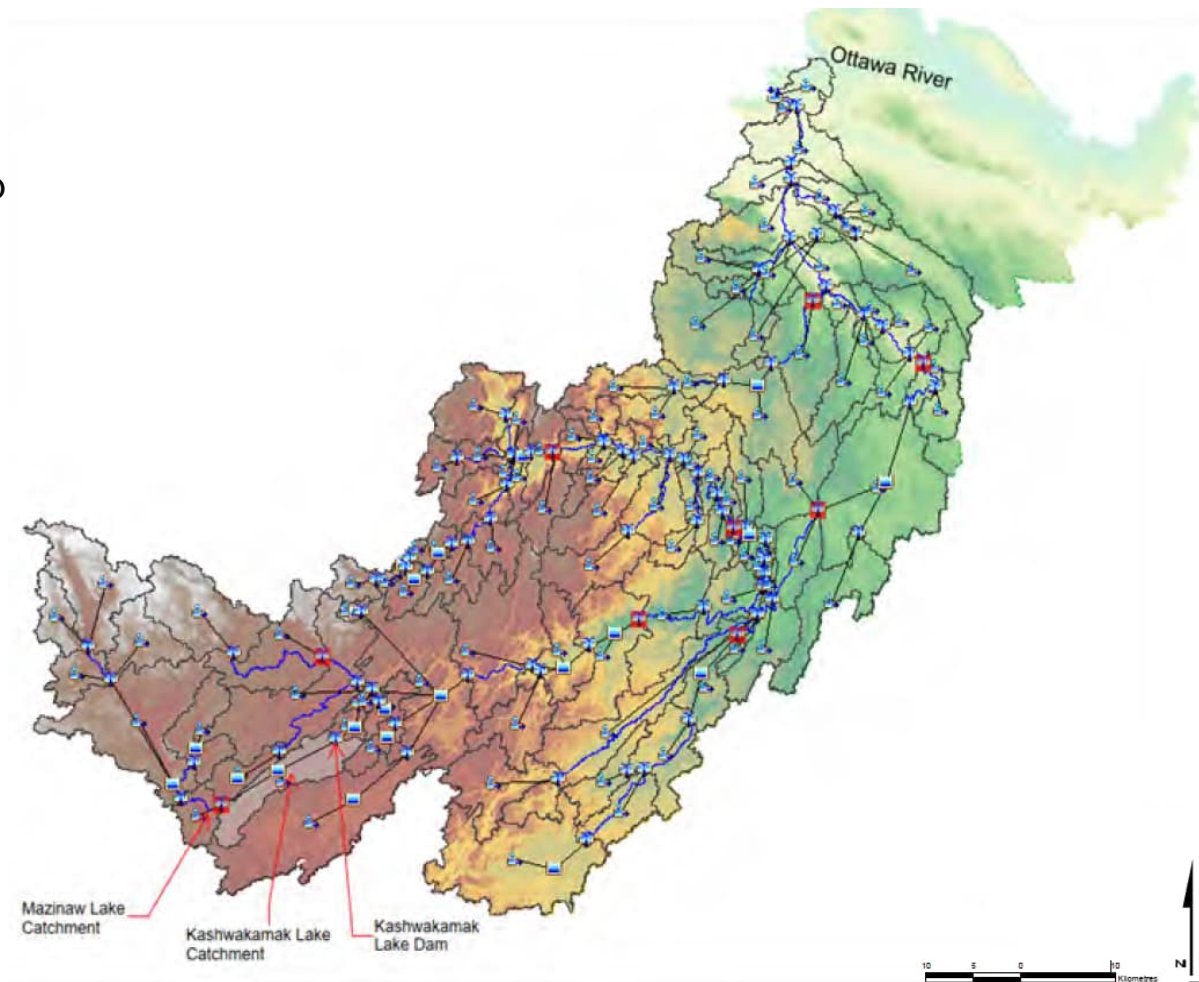 Ottawa River
Mazinaw Lake
Catchment
Kashwakamak Lake
Catchment
Kashwakamak
Lake Dam
10 5 0 10
Kilometres
N